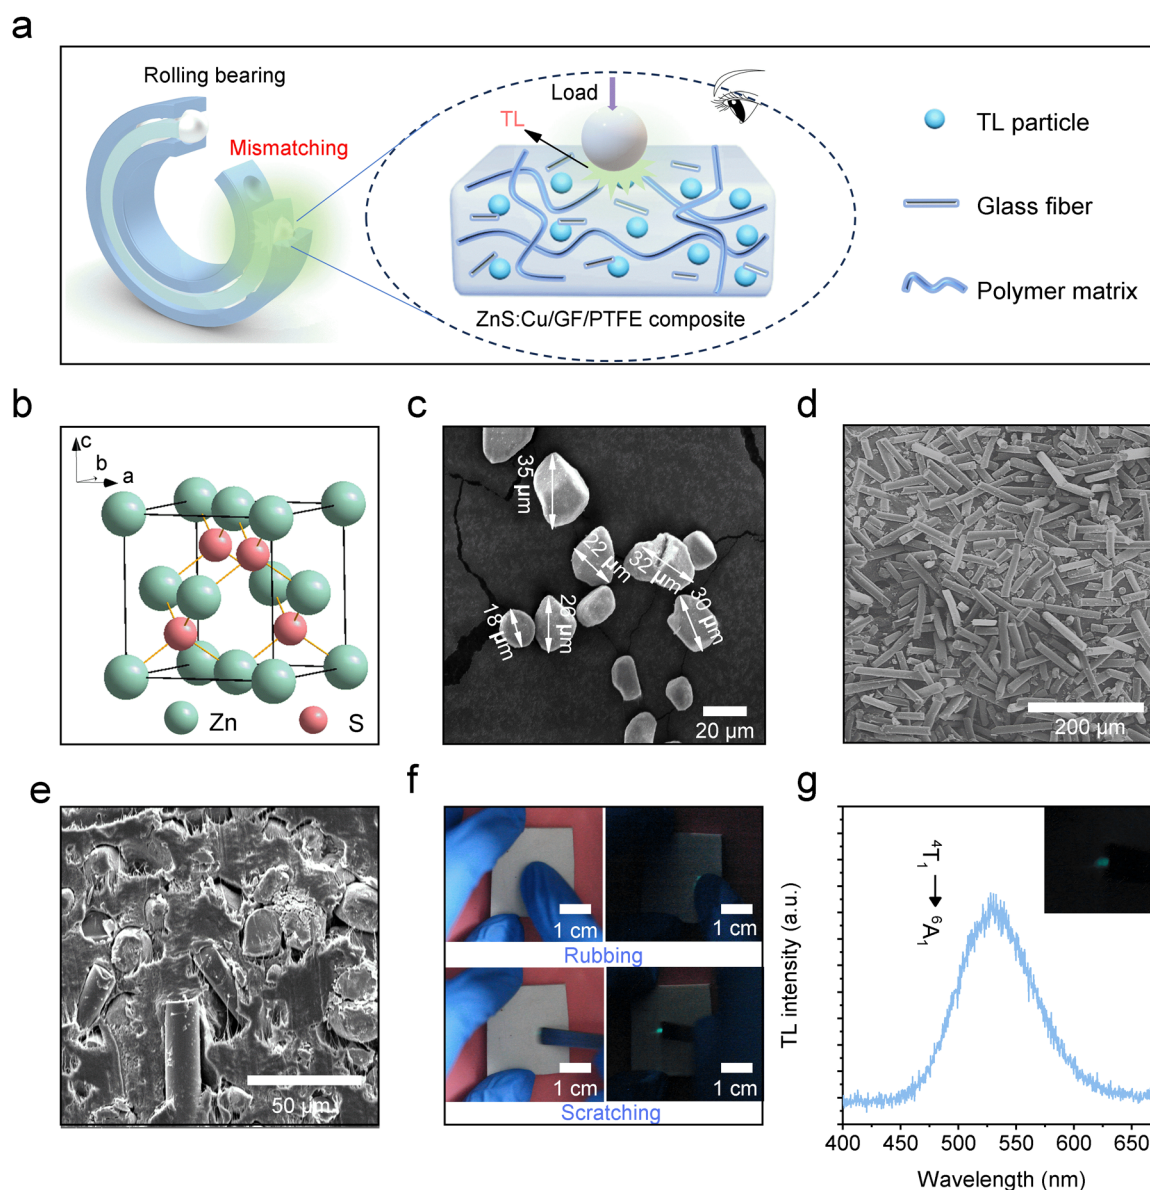 a
Rolling bearing
Mismatching
Load
TL
ZnS:Cu/GF/PTFE composite
TL particle
Glass fiber
Polymer matrix
b
c
b
a
Zn
S
c
35 µm
22 µm
32 µm
18 µm
26 µm
30 µm
20 µm
d
200 µm
e
50 µm
f
1 cm
1 cm
Rubbing
1 cm
1 cm
Scratching
g
TL intensity (a.u.)
⁴T₁ → ⁶A₁
400 450 500 550 600 650
Wavelength (nm)